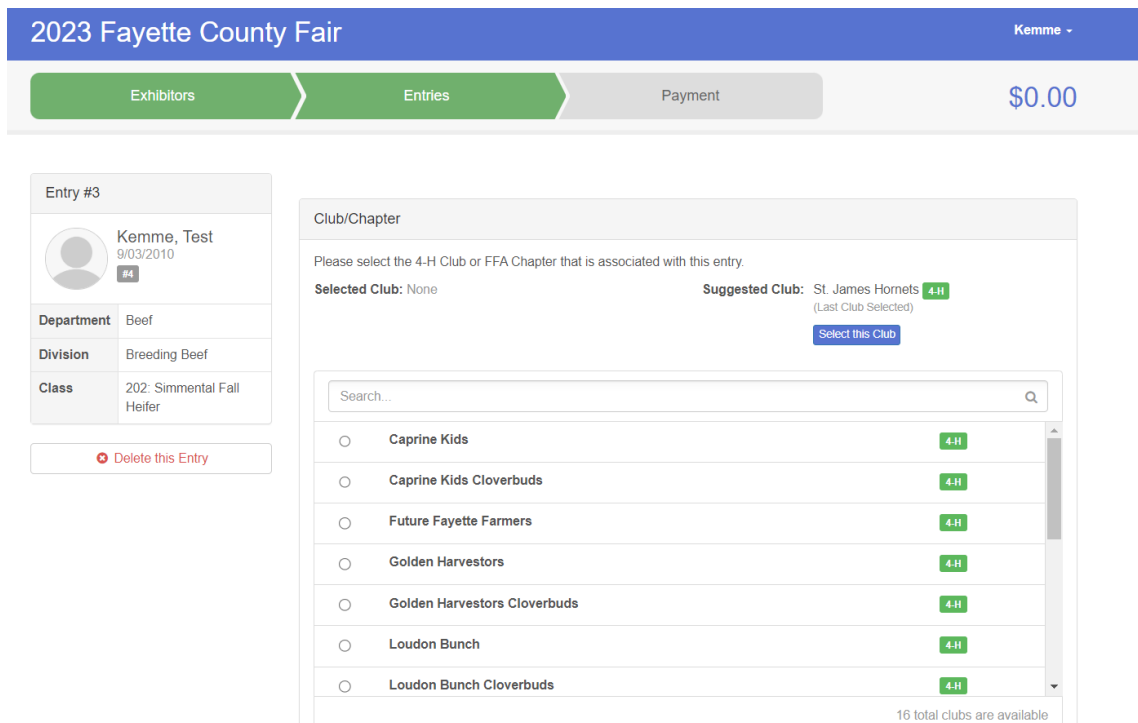 2023 Fayette County Fair
Kemme
Exhibitors
Entries
Payment
$0.00
Entry #3
Kemme, Test
9/03/2010
#4
Department Beef
Division Breeding Beef
Class 202: Simmental Fall
Heifer
Delete this Entry
Club/Chapter
Please select the 4-H Club or FFA Chapter that is associated with this entry.
Selected Club: None
Suggested Club: St. James Hornets 4-H
(Last Club Selected)
Select this Club
Search...
Caprine Kids 4-H
Caprine Kids Cloverbuds 4-H
Future Fayette Farmers 4-H
Golden Harvestors 4-H
Golden Harvestors Cloverbuds 4-H
Loudon Bunch 4-H
Loudon Bunch Cloverbuds 4-H
16 total clubs are available